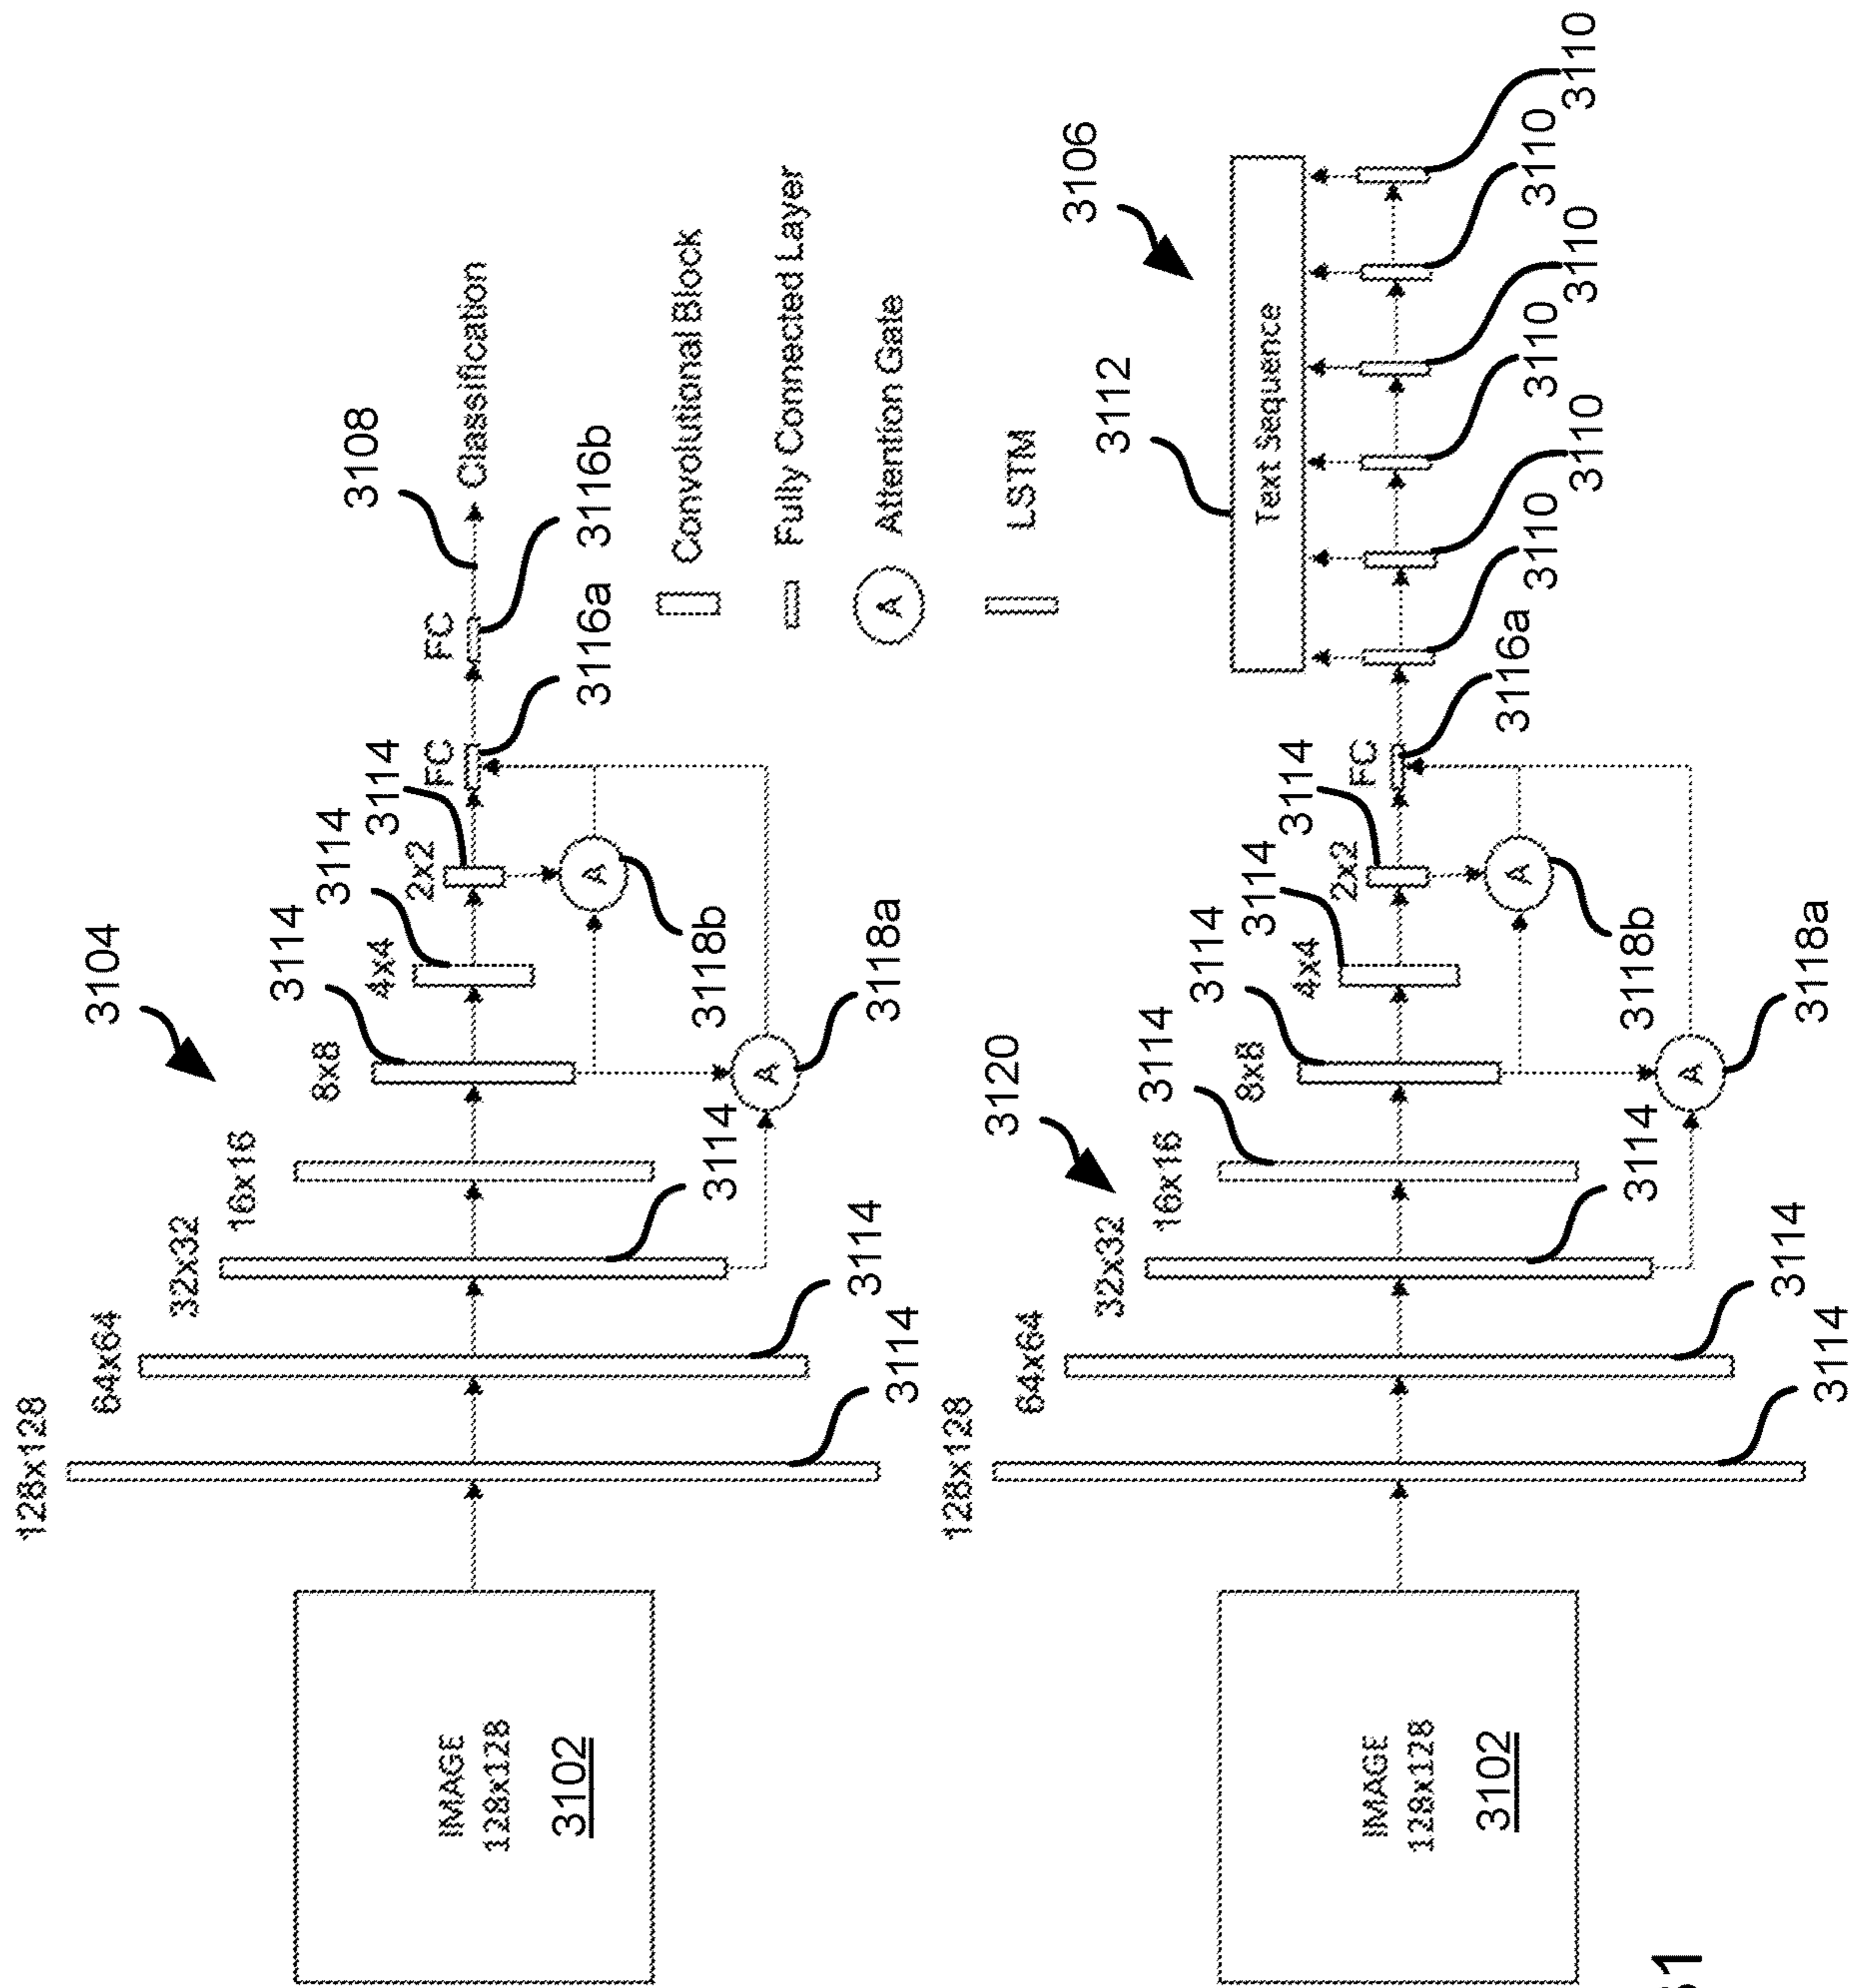 3104
128x128
64x64
32x32
16x16
8x8
4x4
2x2
FC
FC
3108
Classification
IMAGE
128x128
3102
3114
3114
3114
3114
3114
3114
3116a
3116b
3118b
3118a
Convolutional Block
Fully Connected Layer
A
A
A
Attention Gate
LSTM
3120
128x128
64x64
32x32
16x16
8x8
4x4
2x2
FC
3106
3112
Text Sequence
IMAGE
128x128
3102
3114
3114
3114
3114
3114
3114
3114
3116a
3110
3110
3110
3110
3110
3110
A
A
3118b
3118a